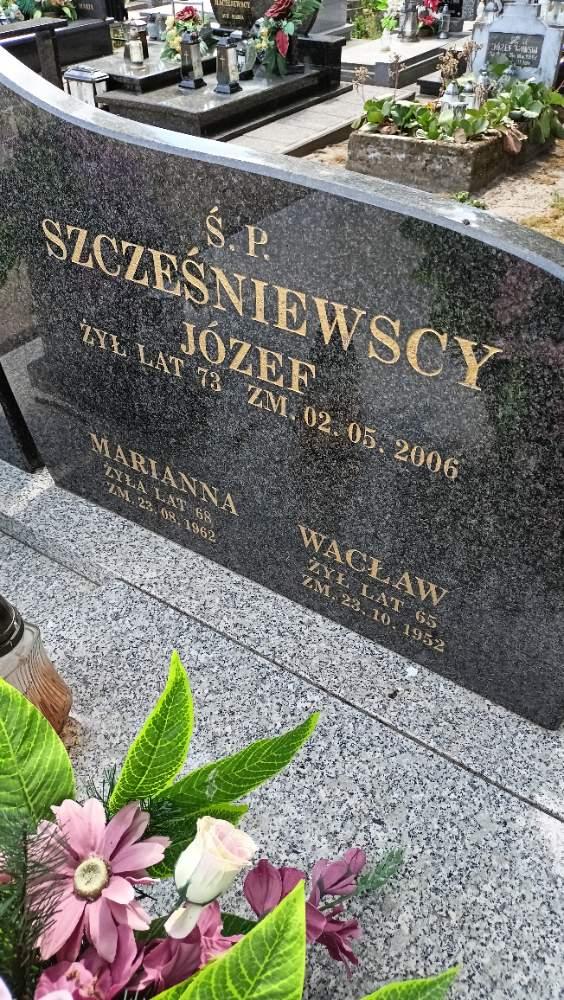 Ś. P.
SZCZEŚNIEWSCY
JÓZEF
ŻYŁ LAT 73 ZM. 02. 05. 2006
MARIANNA
ŻYŁA LAT 68
ZM. 23. 08. 1962
WACŁAW
ŻYŁ LAT 65
ZM. 23. 10. 1952